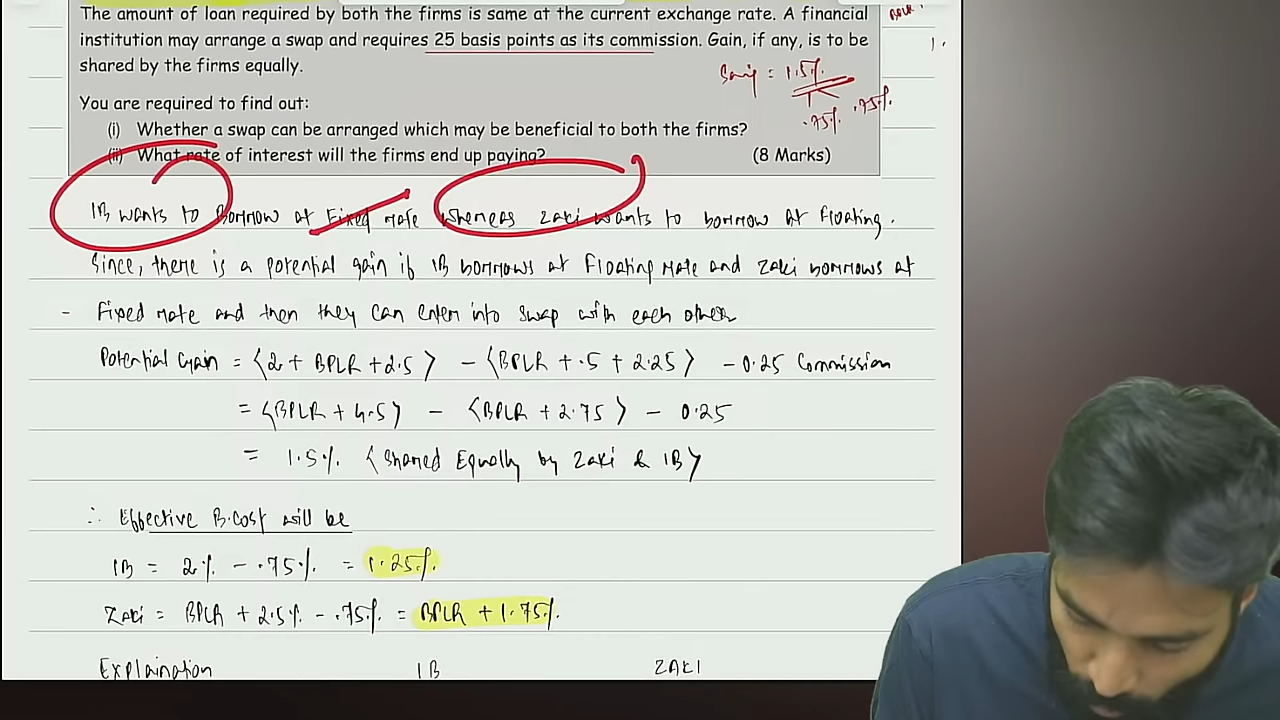 The amount of loan required by both the firms is same at the current exchange rate. A financial
institution may arrange a swap and requires 25 basis points as its commission. Gain, if any, is to be
shared by the firms equally.
Saving = 1.5%
.75% .75%
You are required to find out:
(i) Whether a swap can be arranged which may be beneficial to both the firms?
(ii) What rate of interest will the firms end up paying? (8 Marks)
IB wants to Borrow at Fixed rate whereas Zaki wants to borrow at Floating.
Since, there is a potential gain if IB borrows at Floating rate and Zaki borrows at
- Fixed rate and then they can enter into swap with each other
Potential Gain = (2 + BPLR + 2.5) - (BPLR + .5 + 2.25) - 0.25 Commission
= (BPLR + 4.5) - (BPLR + 2.75) - 0.25
= 1.5% (Shared Equally by Zaki & IB)
∴ Effective B.cost will be
IB = 2% - .75% = 1.25%.
Zaki = BPLR + 2.5% - .75% = BPLR + 1.75%.
Explaination IB ZAKI